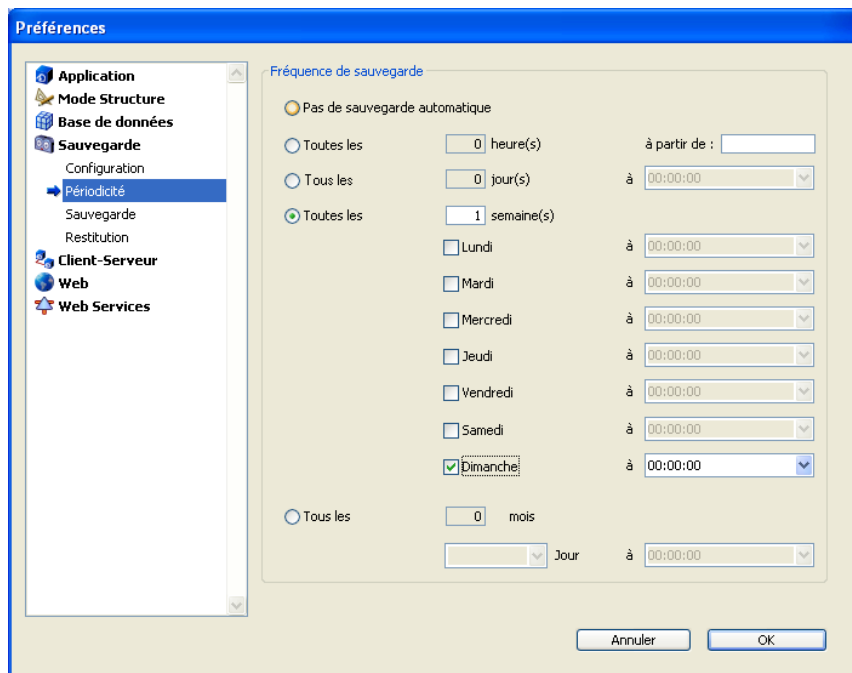 Préférences
Application
Mode Structure
Base de données
Sauvegarde
Configuration
Périodicité
Sauvegarde
Restitution
Client-Serveur
Web
Web Services
Fréquence de sauvegarde
Pas de sauvegarde automatique
Toutes les 0 heure(s) à partir de :
Tous les 0 jour(s) à 00:00:00
Toutes les 1 semaine(s)
Lundi à 00:00:00
Mardi à 00:00:00
Mercredi à 00:00:00
Jeudi à 00:00:00
Vendredi à 00:00:00
Samedi à 00:00:00
Dimanche à 00:00:00
Tous les 0 mois
Jour à 00:00:00
Annuler OK